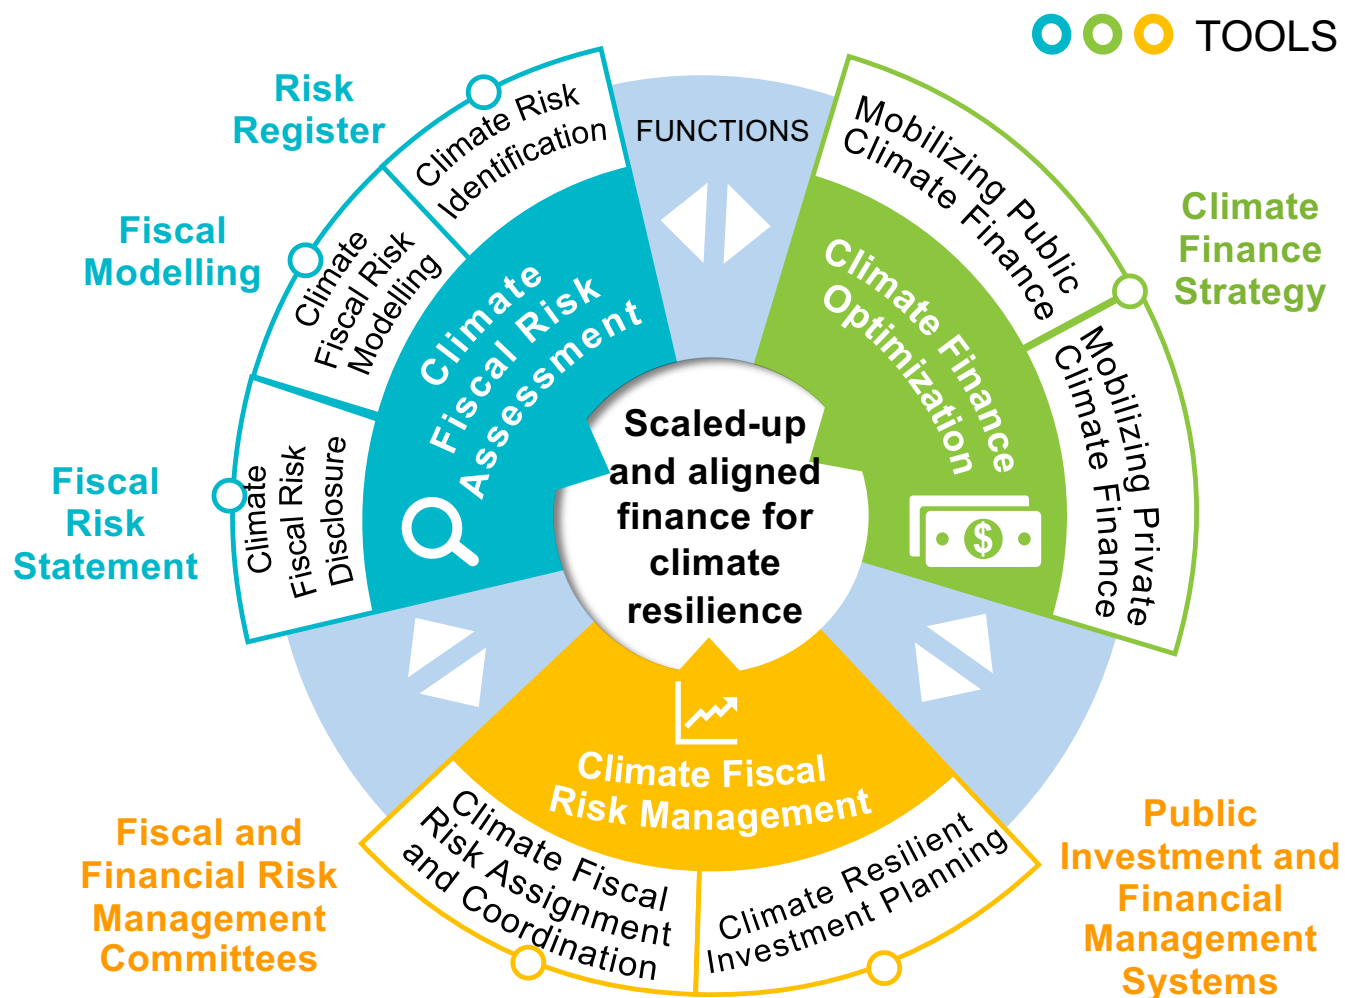 TOOLS
FUNCTIONS
Risk
Register
Climate Risk
Identification
Fiscal
Modelling
Climate
Fiscal Risk
Modelling
Fiscal
Risk
Statement
Climate
Fiscal Risk
Disclosure
Climate
Fiscal Risk
Assessment
Mobilizing Public
Climate Finance
Climate
Finance
Strategy
Mobilizing Private
Climate Finance
Climate Finance
Optimization
$
Scaled-up
and aligned
finance for
climate
resilience
Climate Fiscal
Risk Management
Climate Fiscal
Risk Assignment
and Coordination
Climate Resilient
Investment Planning
Fiscal and
Financial Risk
Management
Committees
Public
Investment and
Financial
Management
Systems